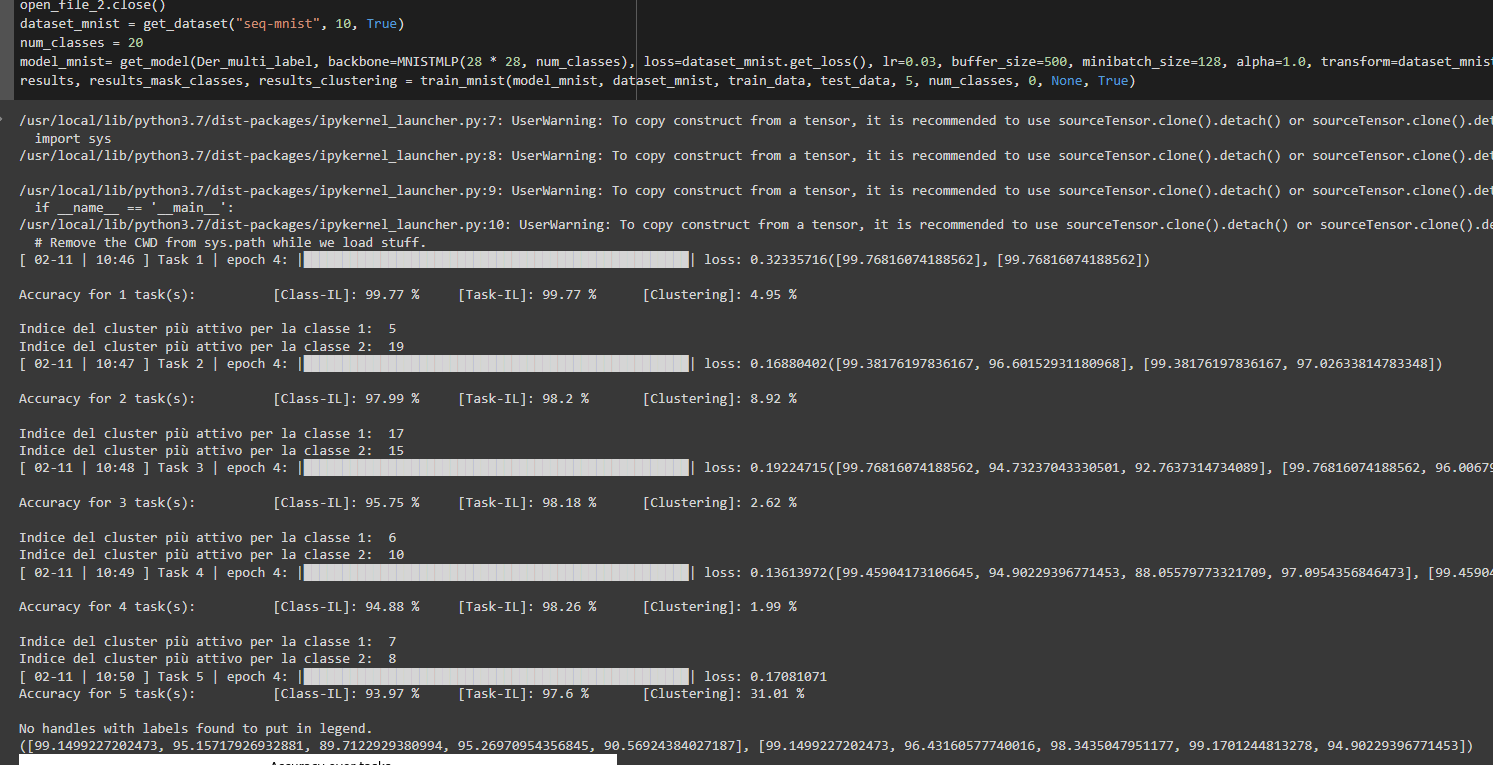 open_file_2.close()
dataset_mnist = get_dataset("seq-mnist", 10, True)
num_classes = 20
model_mnist= get_model(Der_multi_label, backbone=MNISTMLP(28 * 28, num_classes), loss=dataset_mnist.get_loss(), lr=0.03, buffer_size=500, minibatch_size=128, alpha=1.0, transform=dataset_mnist
results, results_mask_classes, results_clustering = train_mnist(model_mnist, dataset_mnist, train_data, test_data, 5, num_classes, 0, None, True)
/usr/local/lib/python3.7/dist-packages/ipykernel_launcher.py:7: UserWarning: To copy construct from a tensor, it is recommended to use sourceTensor.clone().detach() or sourceTensor.clone().det
import sys
/usr/local/lib/python3.7/dist-packages/ipykernel_launcher.py:8: UserWarning: To copy construct from a tensor, it is recommended to use sourceTensor.clone().detach() or sourceTensor.clone().det
/usr/local/lib/python3.7/dist-packages/ipykernel_launcher.py:9: UserWarning: To copy construct from a tensor, it is recommended to use sourceTensor.clone().detach() or sourceTensor.clone().det
if __name__ == '__main__':
/usr/local/lib/python3.7/dist-packages/ipykernel_launcher.py:10: UserWarning: To copy construct from a tensor, it is recommended to use sourceTensor.clone().detach() or sourceTensor.clone().de
# Remove the CWD from sys.path while we load stuff.
[ 02-11 | 10:46 ] Task 1 | epoch 4: |██████████| loss: 0.32335716([99.76816074188562], [99.76816074188562])
Accuracy for 1 task(s): [Class-IL]: 99.77 % [Task-IL]: 99.77 % [Clustering]: 4.95 %
Indice del cluster più attivo per la classe 1: 5
Indice del cluster più attivo per la classe 2: 19
[ 02-11 | 10:47 ] Task 2 | epoch 4: |██████████| loss: 0.16880402([99.38176197836167, 96.60152931180968], [99.38176197836167, 97.02633814783348])
Accuracy for 2 task(s): [Class-IL]: 97.99 % [Task-IL]: 98.2 % [Clustering]: 8.92 %
Indice del cluster più attivo per la classe 1: 17
Indice del cluster più attivo per la classe 2: 15
[ 02-11 | 10:48 ] Task 3 | epoch 4: |██████████| loss: 0.19224715([99.76816074188562, 94.73237043330501, 92.7637314734089], [99.76816074188562, 96.00679
Accuracy for 3 task(s): [Class-IL]: 95.75 % [Task-IL]: 98.18 % [Clustering]: 2.62 %
Indice del cluster più attivo per la classe 1: 6
Indice del cluster più attivo per la classe 2: 10
[ 02-11 | 10:49 ] Task 4 | epoch 4: |██████████| loss: 0.13613972([99.45904173106645, 94.90229396771453, 88.05579773321709, 97.0954356846473], [99.45904
Accuracy for 4 task(s): [Class-IL]: 94.88 % [Task-IL]: 98.26 % [Clustering]: 1.99 %
Indice del cluster più attivo per la classe 1: 7
Indice del cluster più attivo per la classe 2: 8
[ 02-11 | 10:50 ] Task 5 | epoch 4: |██████████| loss: 0.17081071
Accuracy for 5 task(s): [Class-IL]: 93.97 % [Task-IL]: 97.6 % [Clustering]: 31.01 %
No handles with labels found to put in legend.
([99.1499227202473, 95.15717926932881, 89.7122929380994, 95.26970954356845, 90.56924384027187], [99.1499227202473, 96.43160577740016, 98.3435047951177, 99.1701244813278, 94.90229396771453])
Accuracy over tasks